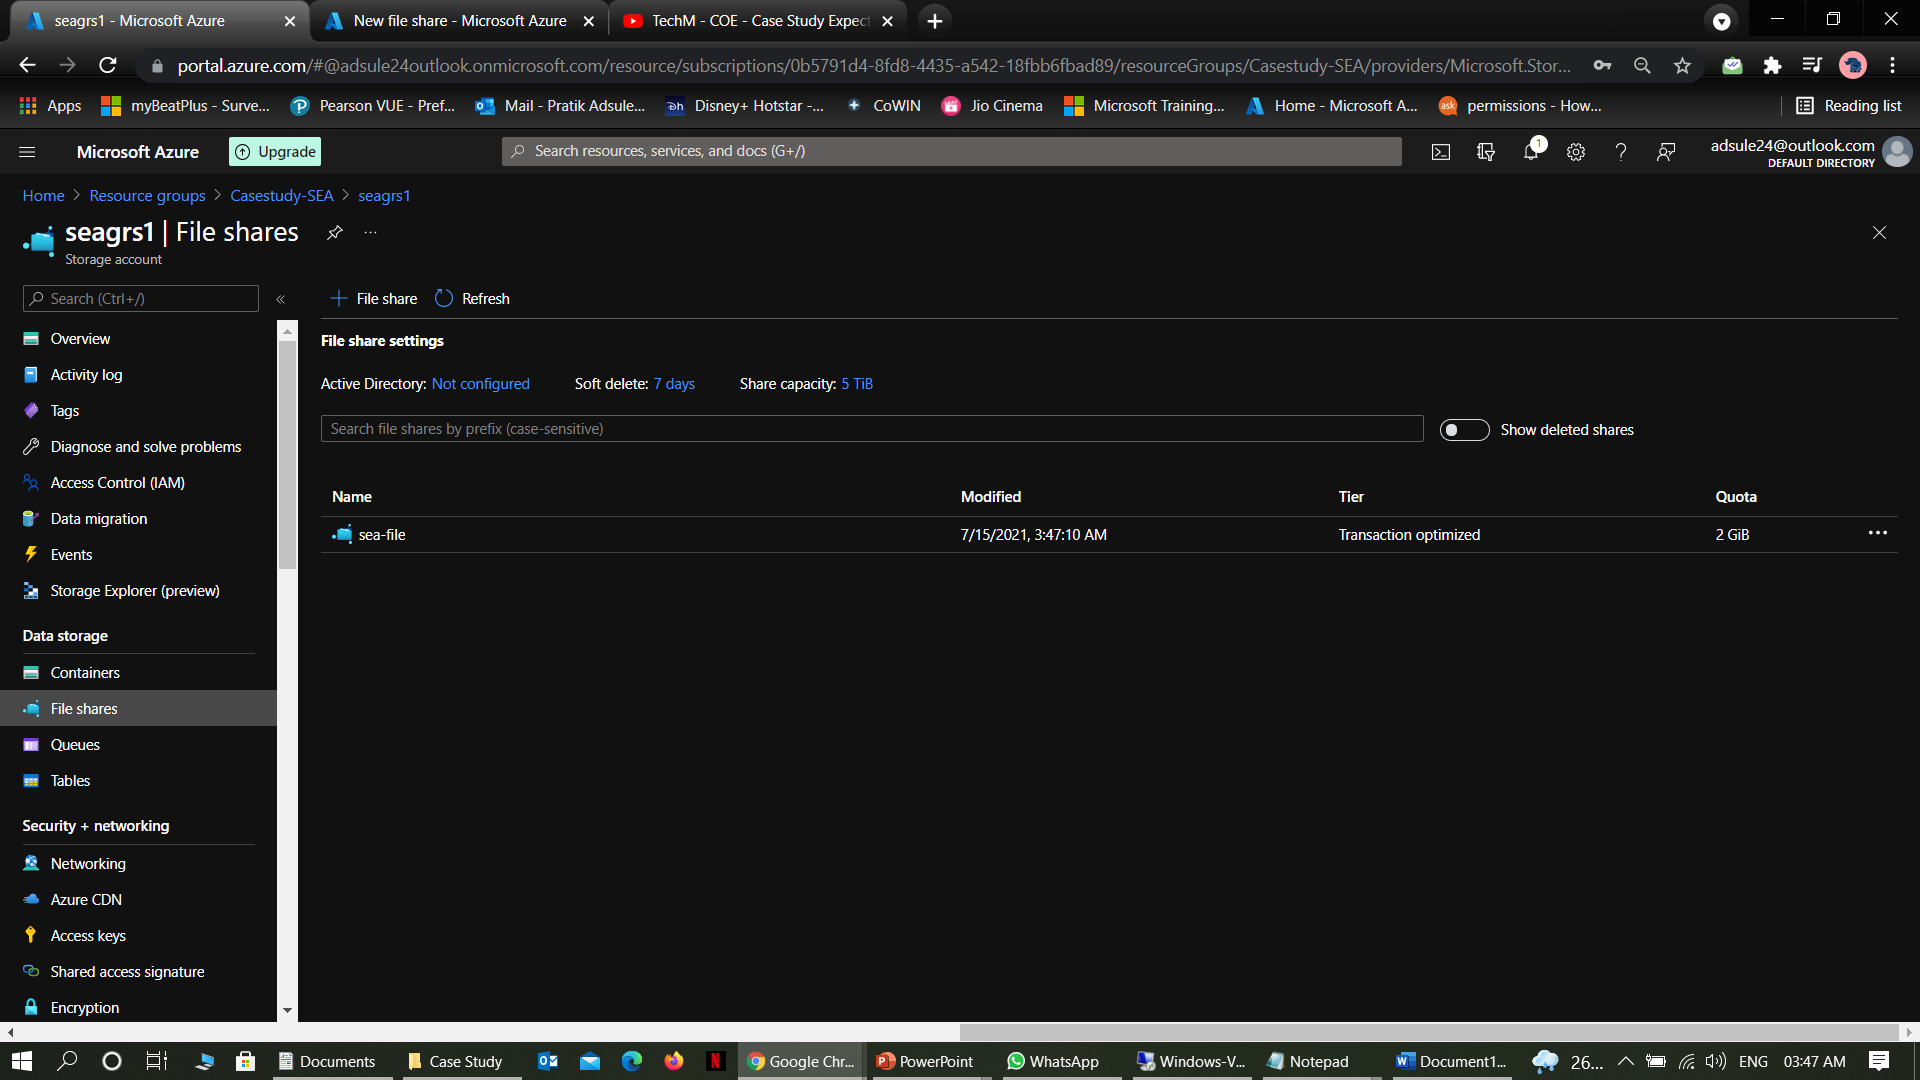 seagrs1 - Microsoft Azure
New file share - Microsoft Azure
TechM - COE - Case Study Expect
portal.azure.com/#@adsule24outlook.onmicrosoft.com/resource/subscriptions/0b5791d4-8fd8-4435-a542-18fbb6fbad89/resourceGroups/Casestudy-SEA/providers/Microsoft.Stor...
Apps
myBeatPlus - Surve...
Pearson VUE - Pref...
Mail - Pratik Adsule...
Disney+ Hotstar -...
CoWIN
Jio Cinema
Microsoft Training...
Home - Microsoft A...
ask
permissions - How...
Reading list
Microsoft Azure
Upgrade
Search resources, services, and docs (G+/)
1
adsule24@outlook.com
DEFAULT DIRECTORY
Home > Resource groups > Casestudy-SEA > seagrs1
seagrs1 | File shares
...
Storage account
Search (Ctrl+/)
«
File share
Refresh
Overview
Activity log
Tags
Diagnose and solve problems
Access Control (IAM)
Data migration
Events
Storage Explorer (preview)
Data storage
Containers
File shares
Queues
Tables
Security + networking
Networking
Azure CDN
Access keys
Shared access signature
Encryption
File share settings
Active Directory: Not configured
Soft delete: 7 days
Share capacity: 5 TiB
Search file shares by prefix (case-sensitive)
Show deleted shares
Name Modified Tier Quota
sea-file 7/15/2021, 3:47:10 AM Transaction optimized 2 GiB ...
Documents
Case Study
Google Chr...
PowerPoint
WhatsApp
Windows-V...
Notepad
Document1...
26...
ENG
03:47 AM